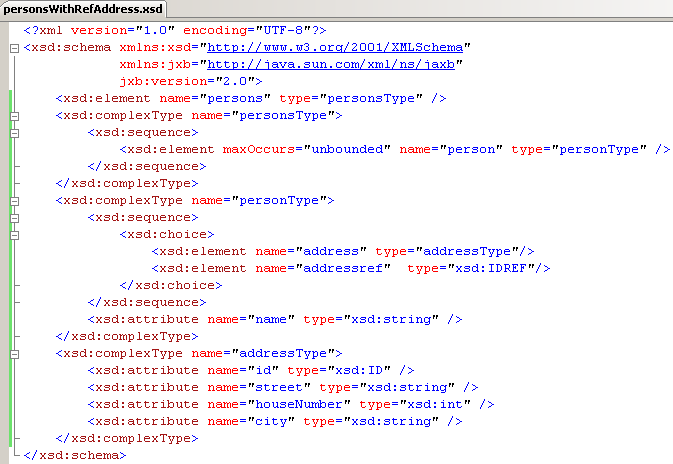 personsWithRefAddress.xsd
<?xml version="1.0" encoding="UTF-8"?>
<xsd:schema xmlns:xsd="http://www.w3.org/2001/XMLSchema"
            xmlns:jxb="http://java.sun.com/xml/ns/jaxb"
            jxb:version="2.0">
    <xsd:element name="persons" type="personsType" />
    <xsd:complexType name="personsType">
        <xsd:sequence>
            <xsd:element maxOccurs="unbounded" name="person" type="personType" />
        </xsd:sequence>
    </xsd:complexType>
    <xsd:complexType name="personType">
        <xsd:sequence>
            <xsd:choice>
                <xsd:element name="address" type="addressType"/>
                <xsd:element name="addressref"  type="xsd:IDREF"/>
            </xsd:choice>
        </xsd:sequence>
        <xsd:attribute name="name" type="xsd:string" />
    </xsd:complexType>
    <xsd:complexType name="addressType">
        <xsd:attribute name="id" type="xsd:ID" />
        <xsd:attribute name="street" type="xsd:string" />
        <xsd:attribute name="houseNumber" type="xsd:int" />
        <xsd:attribute name="city" type="xsd:string" />
    </xsd:complexType>
</xsd:schema>